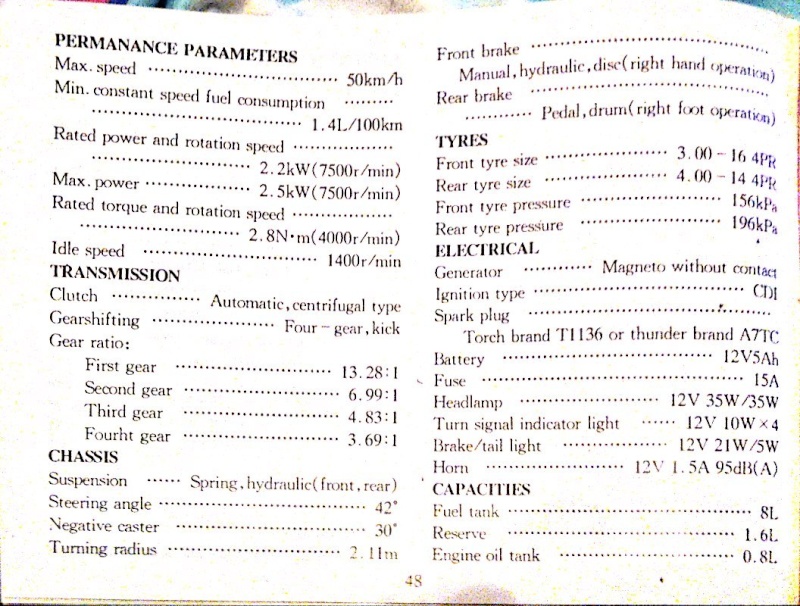 PERMANANCE PARAMETERS
Max. speed ································ 50km/h
Min. constant speed fuel consumption ·········
···································· 1.4L/100km
Rated power and rotation speed ·················
······················ 2.2kW(7500r/min)
Max. power ················· 2.5kW(7500r/min)
Rated torque and rotation speed ·················
··························· 2.8N·m(4000r/min)
Idle speed ····························· 1400r/min
TRANSMISSION
Clutch ··············· Automatic,centrifugal type
Gearshifting ····················· Four-gear,kick
Gear ratio:
First gear ··························· 13.28:1
Second gear ························ 6.99:1
Third gear ·························· 4.83:1
Fourht gear ························ 3.69:1
CHASSIS
Suspension ······ Spring,hydraulic(front,rear)
Steering angle ··································· 42°
Negative caster ································ 30°
Turning radius ····························· 2.11m
Front brake ········································
Manual,hydraulic,disc(right hand operation)
Rear brake ········································
············ Pedal,drum(right foot operation)
TYRES
Front tyre size ····················· 3.00-16 4PR
Rear tyre size ······················ 4.00-14 4PR
Front tyre pressure ························ 156kPa
Rear tyre pressure ························ 196kPa
ELECTRICAL
Generator ············ Magneto without contact
Ignition type ····································· CDI
Spark plug ·········································
Torch brand T1136 or thunder brand A7TC
Battery ····································· 12V5Ah
Fuse ············································ 15A
Headlamp ························· 12V 35W/35W
Turn signal indicator light ······ 12V 10W×4
Brake/tail light ·················· 12V 21W/5W
Horn ························ 12V 1.5A 95dB(A)
CAPACITIES
Fuel tank ·········································· 8L
Reserve ·········································· 1.6L
Engine oil tank ······························ 0.8L
48